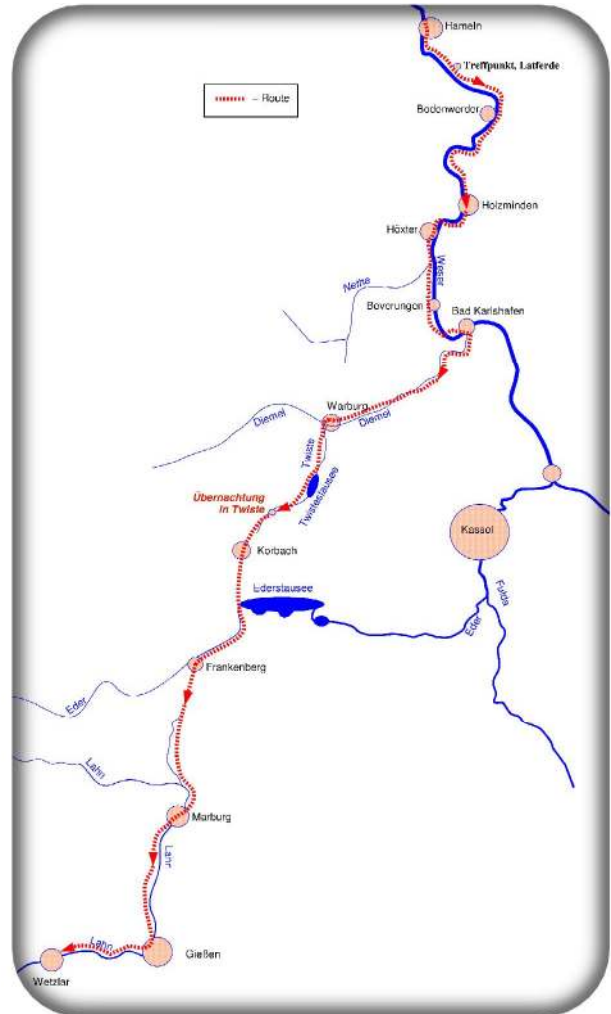 Hameln
Treffpunkt, Latferde
– Route
Bodenwerder
Holzminden
Höxter
Weser
Nethe
Boverungen
Bad Karlshafen
Warburg
Diemel
Diemel
Twiste
Twistestausee
Übernachtung
in Twiste
Kassel
Korbach
Ederstausee
Fulda
Eder
Frankenberg
Eder
Lahn
Marburg
Lahn
Lahn
Gießen
Wetzlar